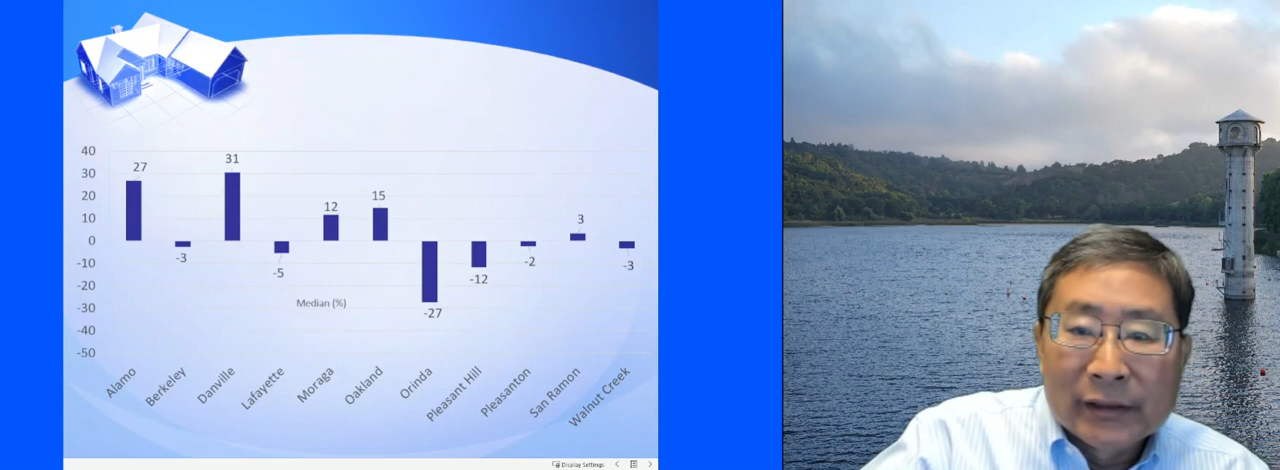 40
30
20
10
0
-10
-20
-30
-40
-50
27
-3
31
-5
12
15
-27
-12
-2
3
-3
Median (%)
Alamo
Berkeley
Danville
Lafayette
Moraga
Oakland
Orinda
Pleasant Hill
Pleasanton
San Ramon
Walnut Creek
Display Settings